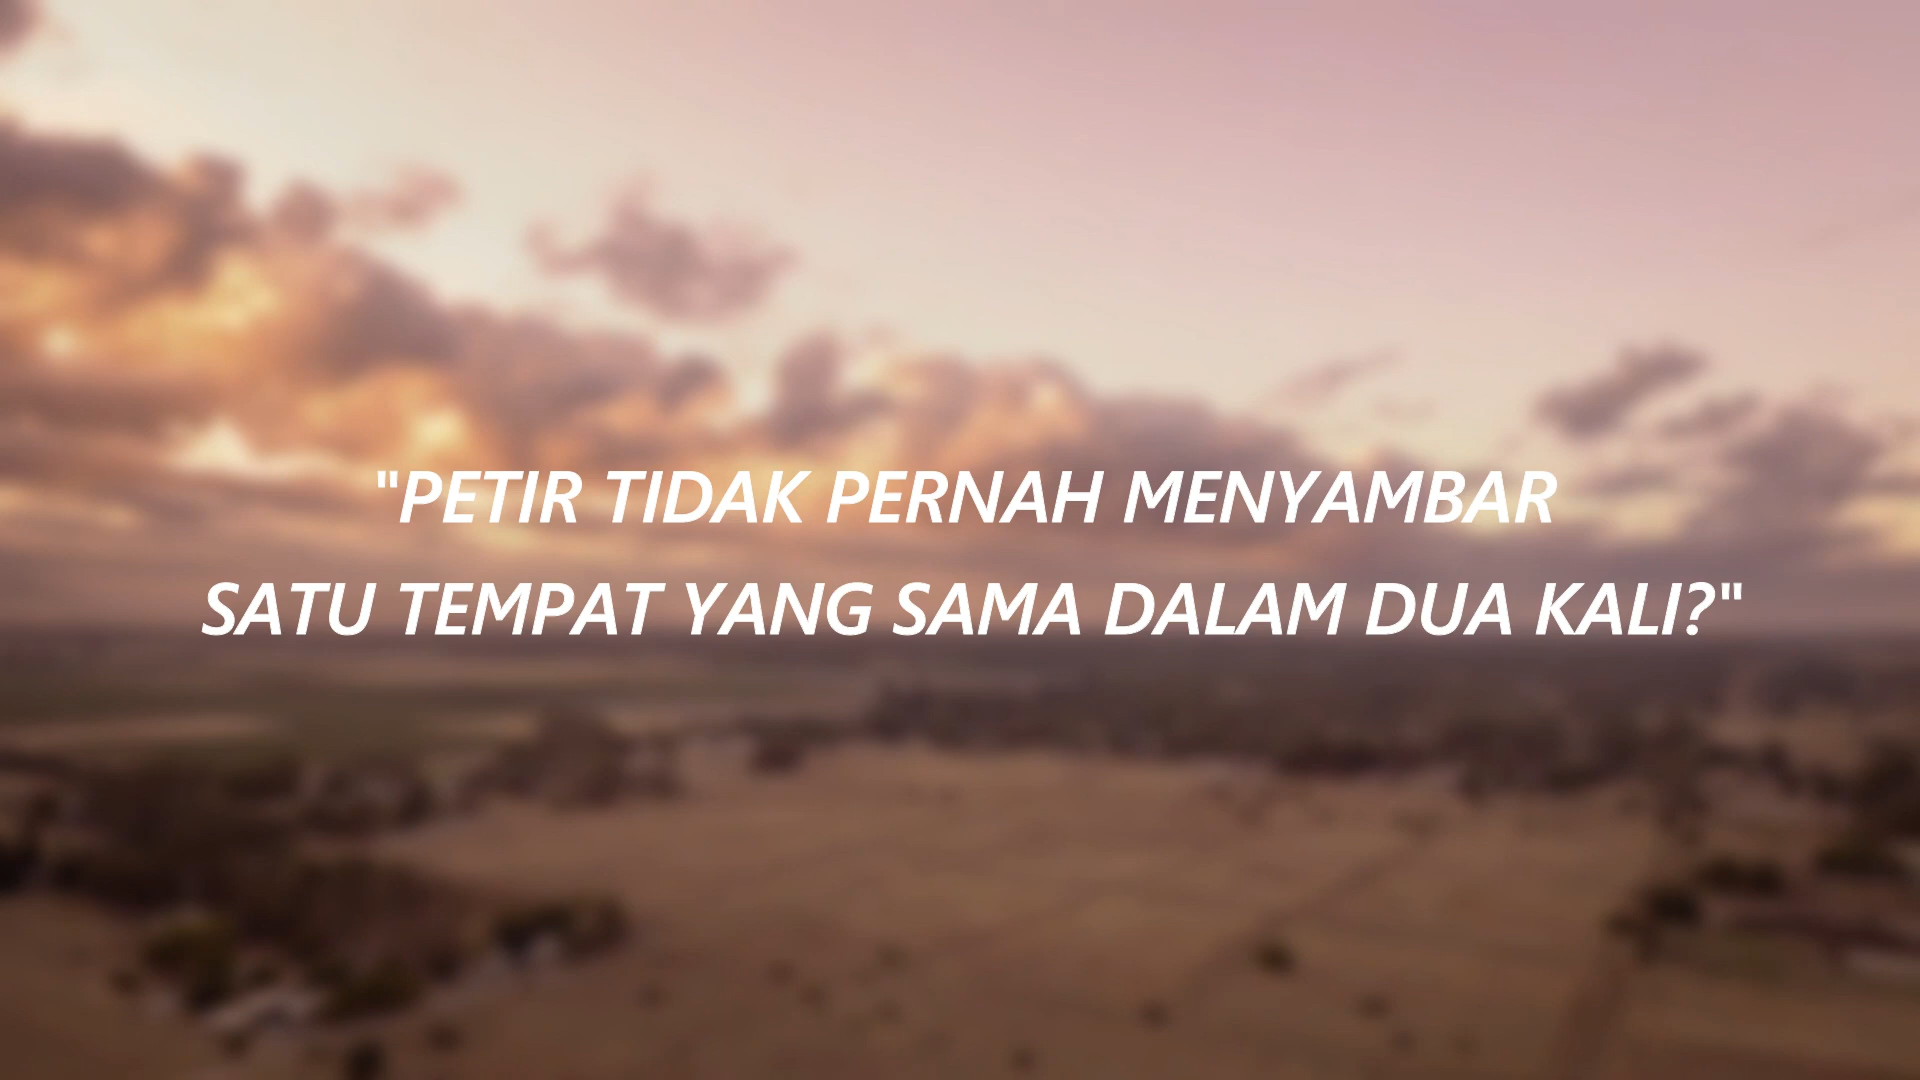 "PETIR TIDAK PERNAH MENYAMBAR
SATU TEMPAT YANG SAMA DALAM DUA KALI?"